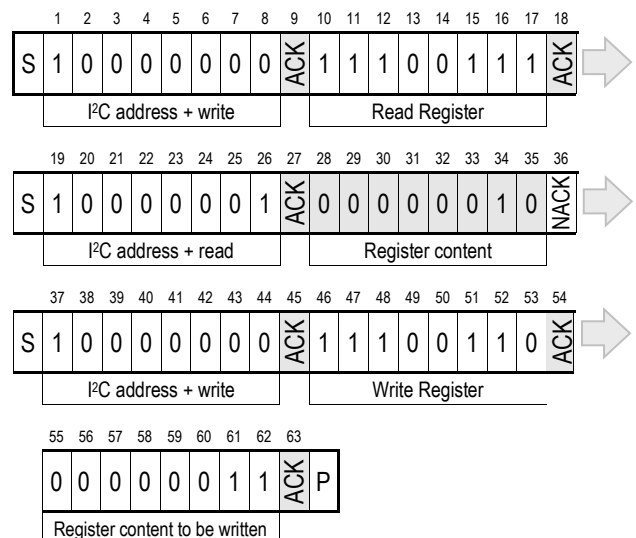 1 2 3 4 5 6 7 8 9 10 11 12 13 14 15 16 17 18
S 1 0 0 0 0 0 0 0 ACK 1 1 1 0 0 1 1 1 ACK
I²C address + write Read Register
19 20 21 22 23 24 25 26 27 28 29 30 31 32 33 34 35 36
S 1 0 0 0 0 0 0 1 ACK 0 0 0 0 0 0 1 0 NACK
I²C address + read Register content
37 38 39 40 41 42 43 44 45 46 47 48 49 50 51 52 53 54
S 1 0 0 0 0 0 0 0 ACK 1 1 1 0 0 1 1 0 ACK
I²C address + write Write Register
55 56 57 58 59 60 61 62 63
0 0 0 0 0 0 1 1 ACK P
Register content to be written